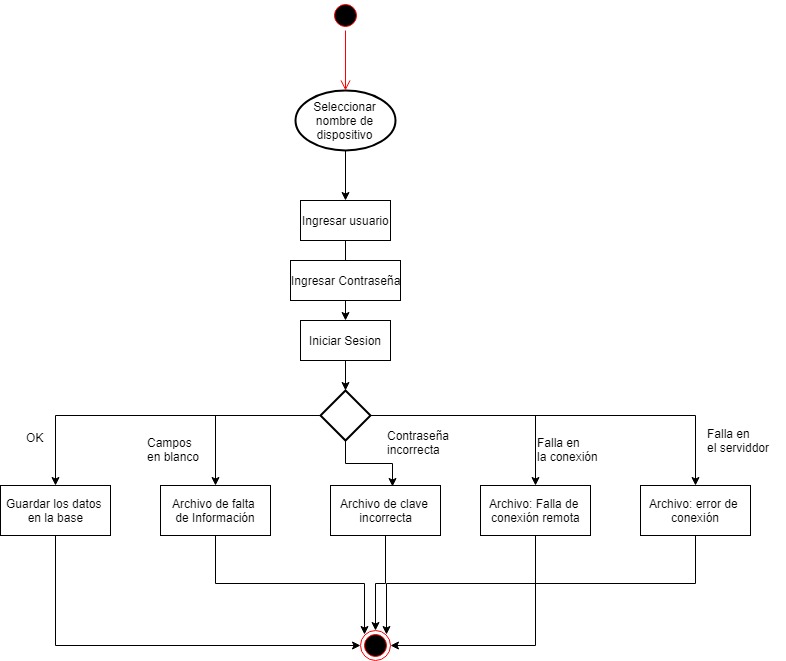 Seleccionar
nombre de
dispositivo
Ingresar usuario
Ingresar Contraseña
Iniciar Sesion
OK
Campos
en blanco
Contraseña
incorrecta
Falla en
la conexión
Falla en
el serviddor
Guardar los datos
en la base
Archivo de falta
de Información
Archivo de clave
incorrecta
Archivo: Falla de
conexión remota
Archivo: error de
conexión